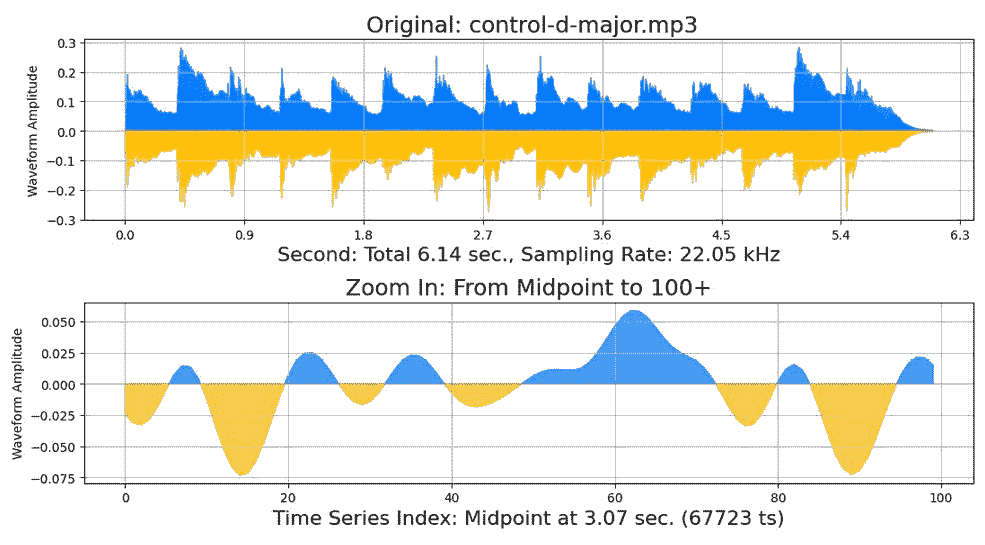 Original: control-d-major.mp3
0.3
0.2
0.1
0.0
−0.1
−0.2
−0.3
Waveform Amplitude
0.0 0.9 1.8 2.7 3.6 4.5 5.4 6.3
Second: Total 6.14 sec., Sampling Rate: 22.05 kHz
Zoom In: From Midpoint to 100+
0.050
0.025
0.000
−0.025
−0.050
−0.075
Waveform Amplitude
0 20 40 60 80 100
Time Series Index: Midpoint at 3.07 sec. (67723 ts)